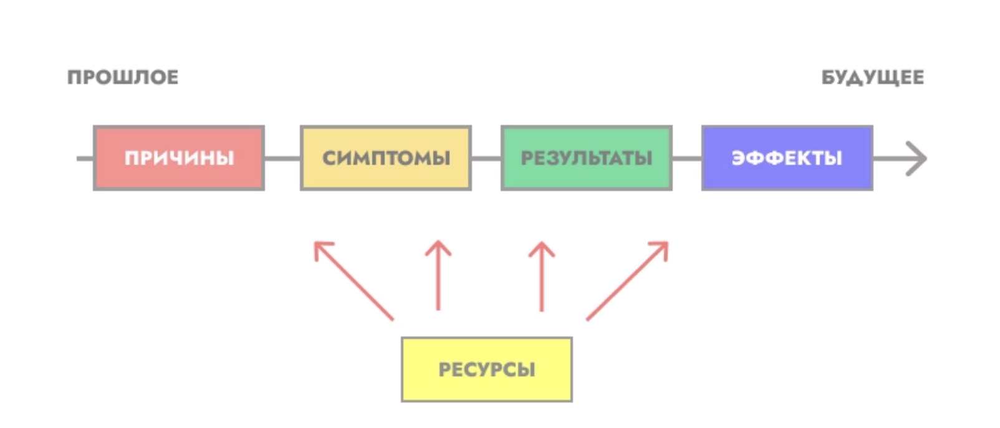 ПРОШЛОЕ
БУДУЩЕЕ
ПРИЧИНЫ
СИМПТОМЫ
РЕЗУЛЬТАТЫ
ЭФФЕКТЫ
РЕСУРСЫ